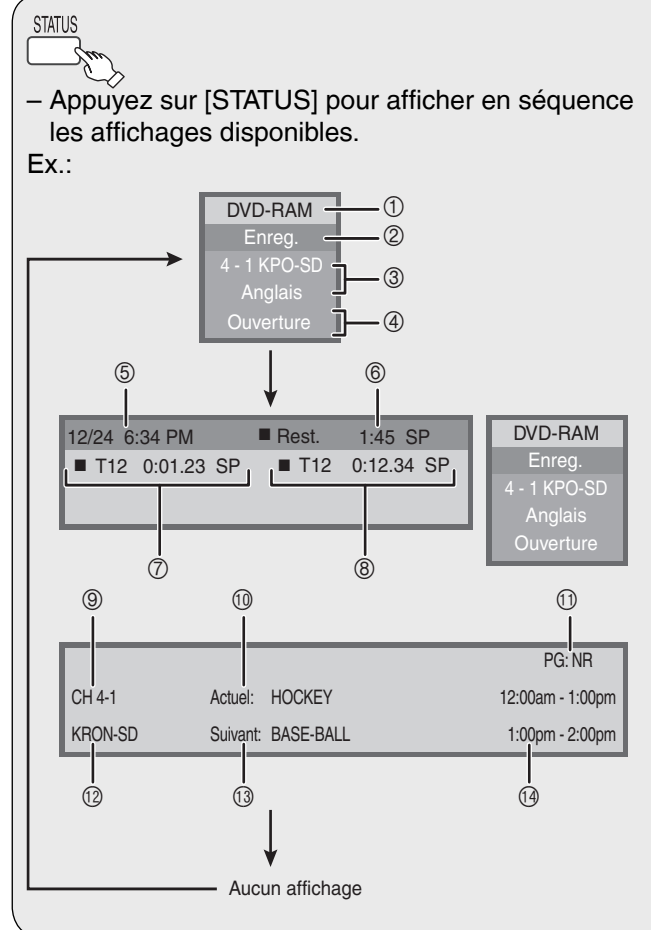 STATUS
– Appuyez sur [STATUS] pour afficher en séquence
les affichages disponibles.
Ex.:
DVD-RAM ①
Enreg. ②
4 - 1 KPO-SD
③
Anglais
Ouverture ④
⑤ ⑥
12/24 6:34 PM ■ Rest. 1:45 SP
■ T12 0:01.23 SP ■ T12 0:12.34 SP
⑦ ⑧
DVD-RAM
Enreg.
4 - 1 KPO-SD
Anglais
Ouverture
⑨ ⑩ ⑪
PG: NR
CH 4-1 Actuel: HOCKEY 12:00am - 1:00pm
KRON-SD Suivant: BASE-BALL 1:00pm - 2:00pm
⑫ ⑬ ⑭
Aucun affichage